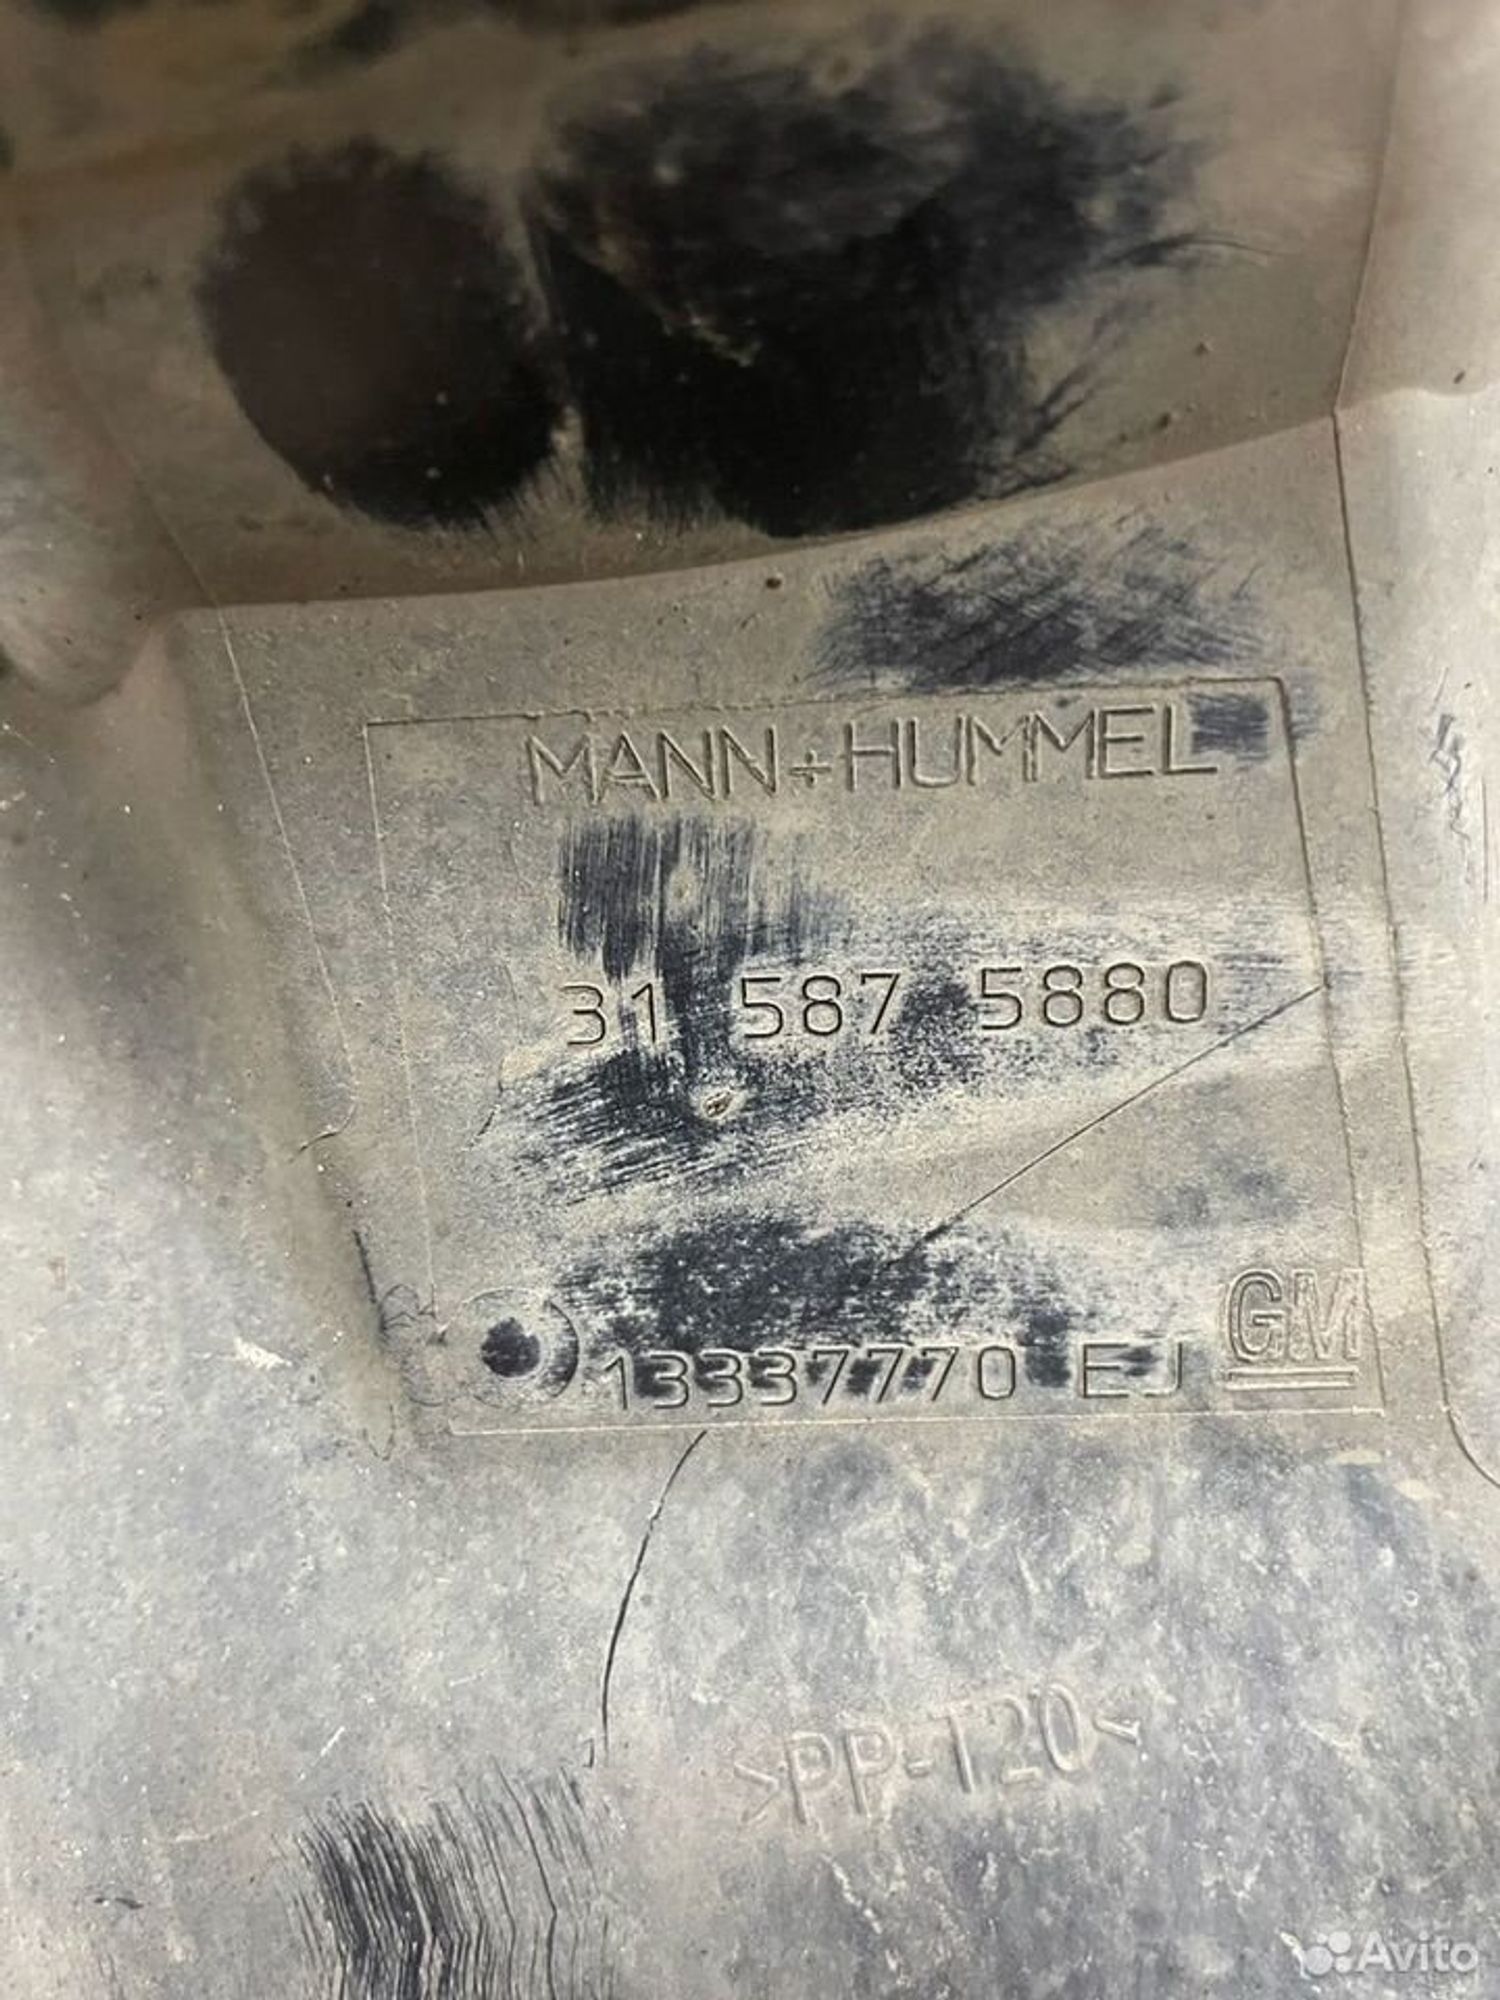 MANN+HUMMEL
31 587 5880
13337770 EJ GM
>PP-T20<
Avito